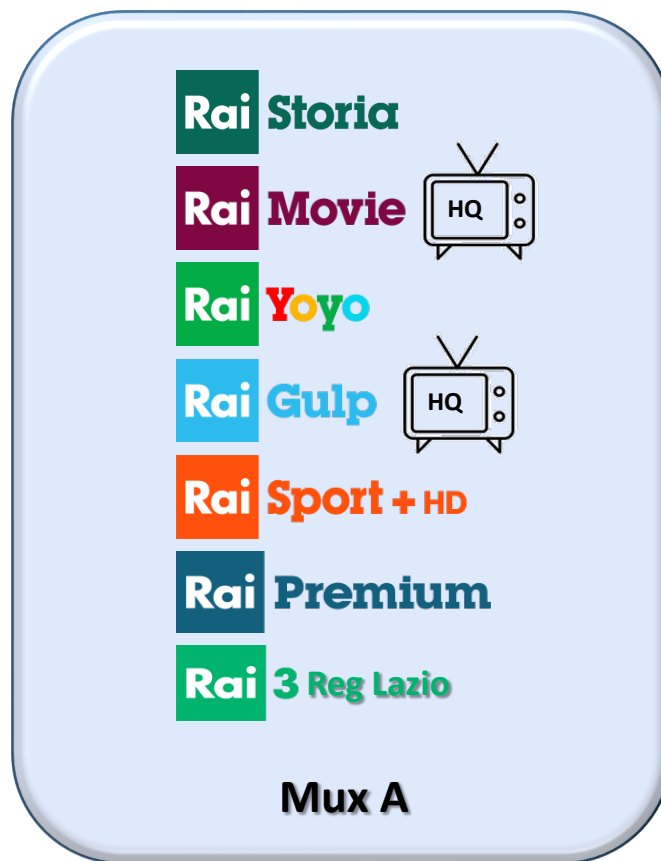 Rai Storia
Rai Movie HQ
Rai Yoyo
Rai Gulp HQ
Rai Sport + HD
Rai Premium
Rai 3 Reg Lazio
Mux A